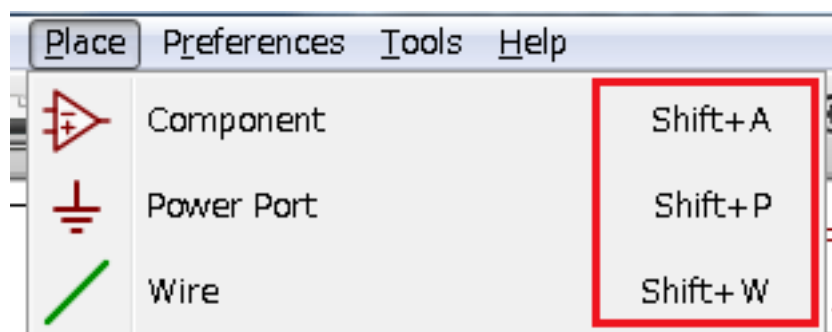 Place Preferences Tools Help
Component Shift+A
Power Port Shift+P
Wire Shift+W